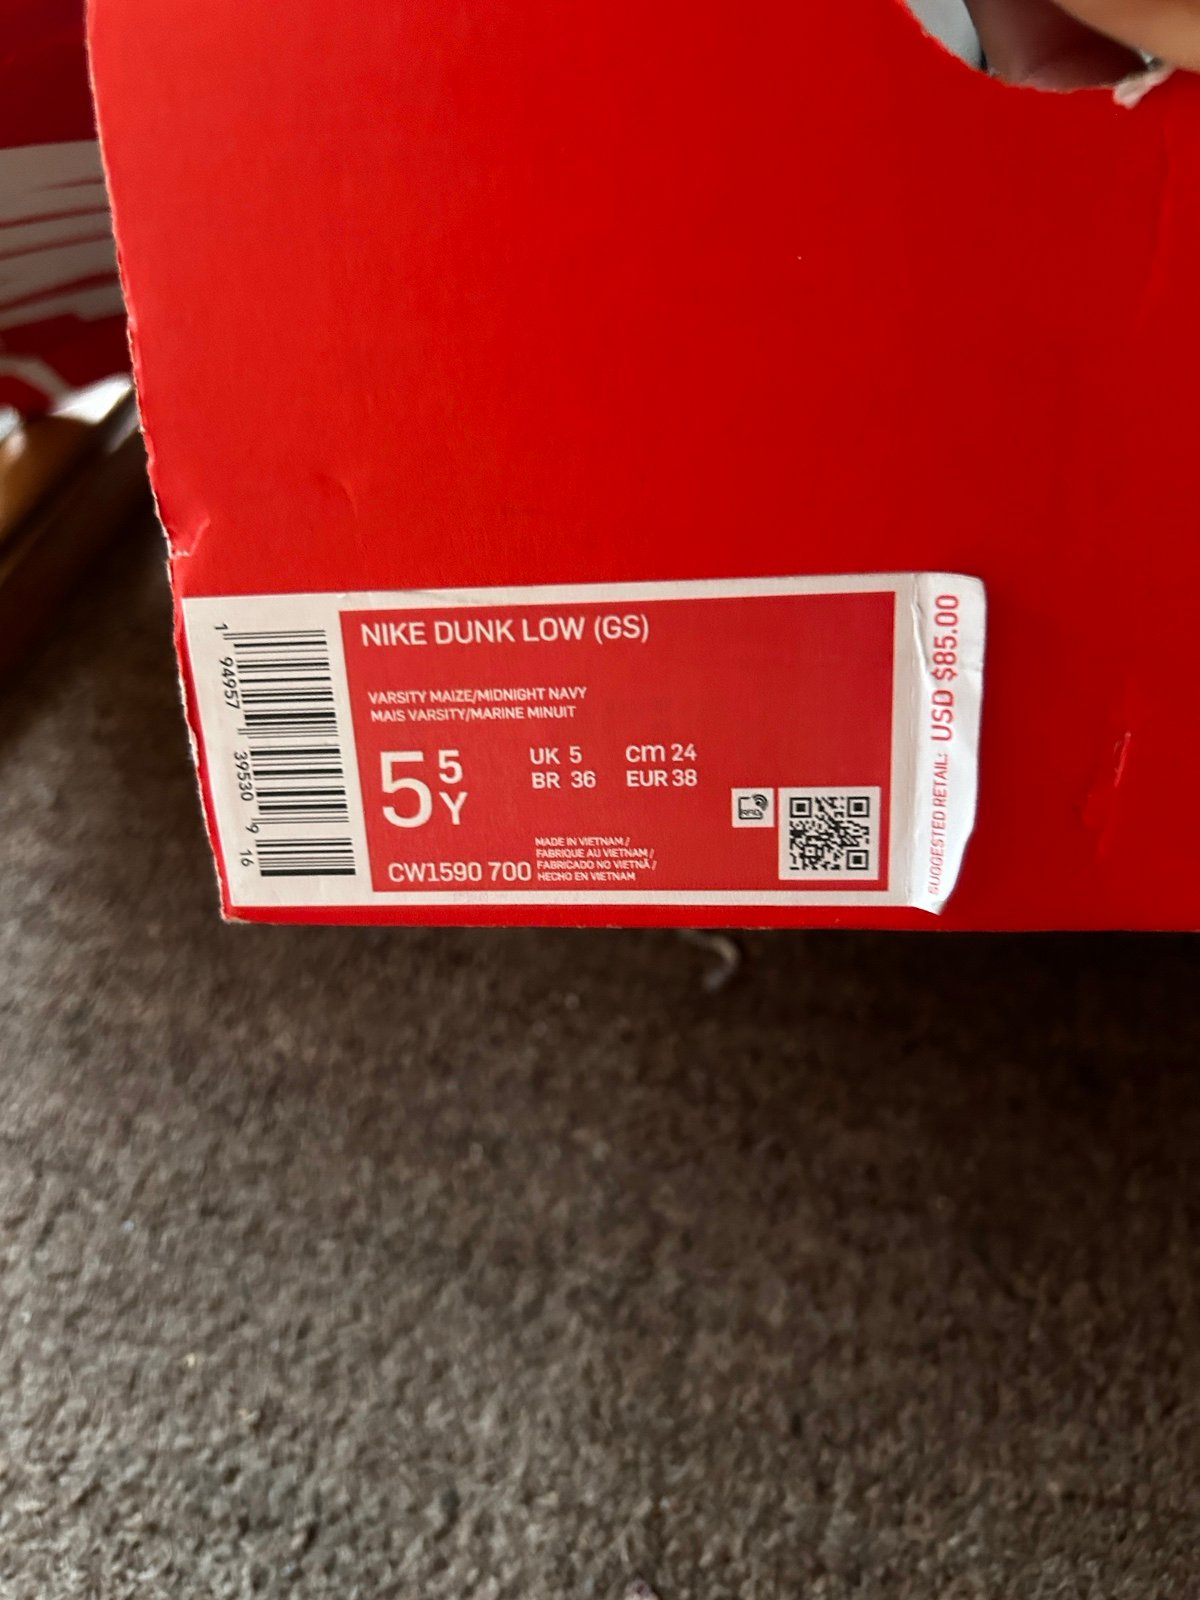 NIKE DUNK LOW (GS)
VARSITY MAIZE/MIDNIGHT NAVY
MAIS VARSITY/MARINE MINUIT
5 5Y
UK 5 cm 24
BR 36 EUR 38
CW1590 700
MADE IN VIETNAM /
FABRIQUE AU VIETNAM /
FABRICADO NO VIETNÃ /
HECHO EN VIETNAM
RFID
1 94957 39530 9 16
SUGGESTED RETAIL: USD $85.00